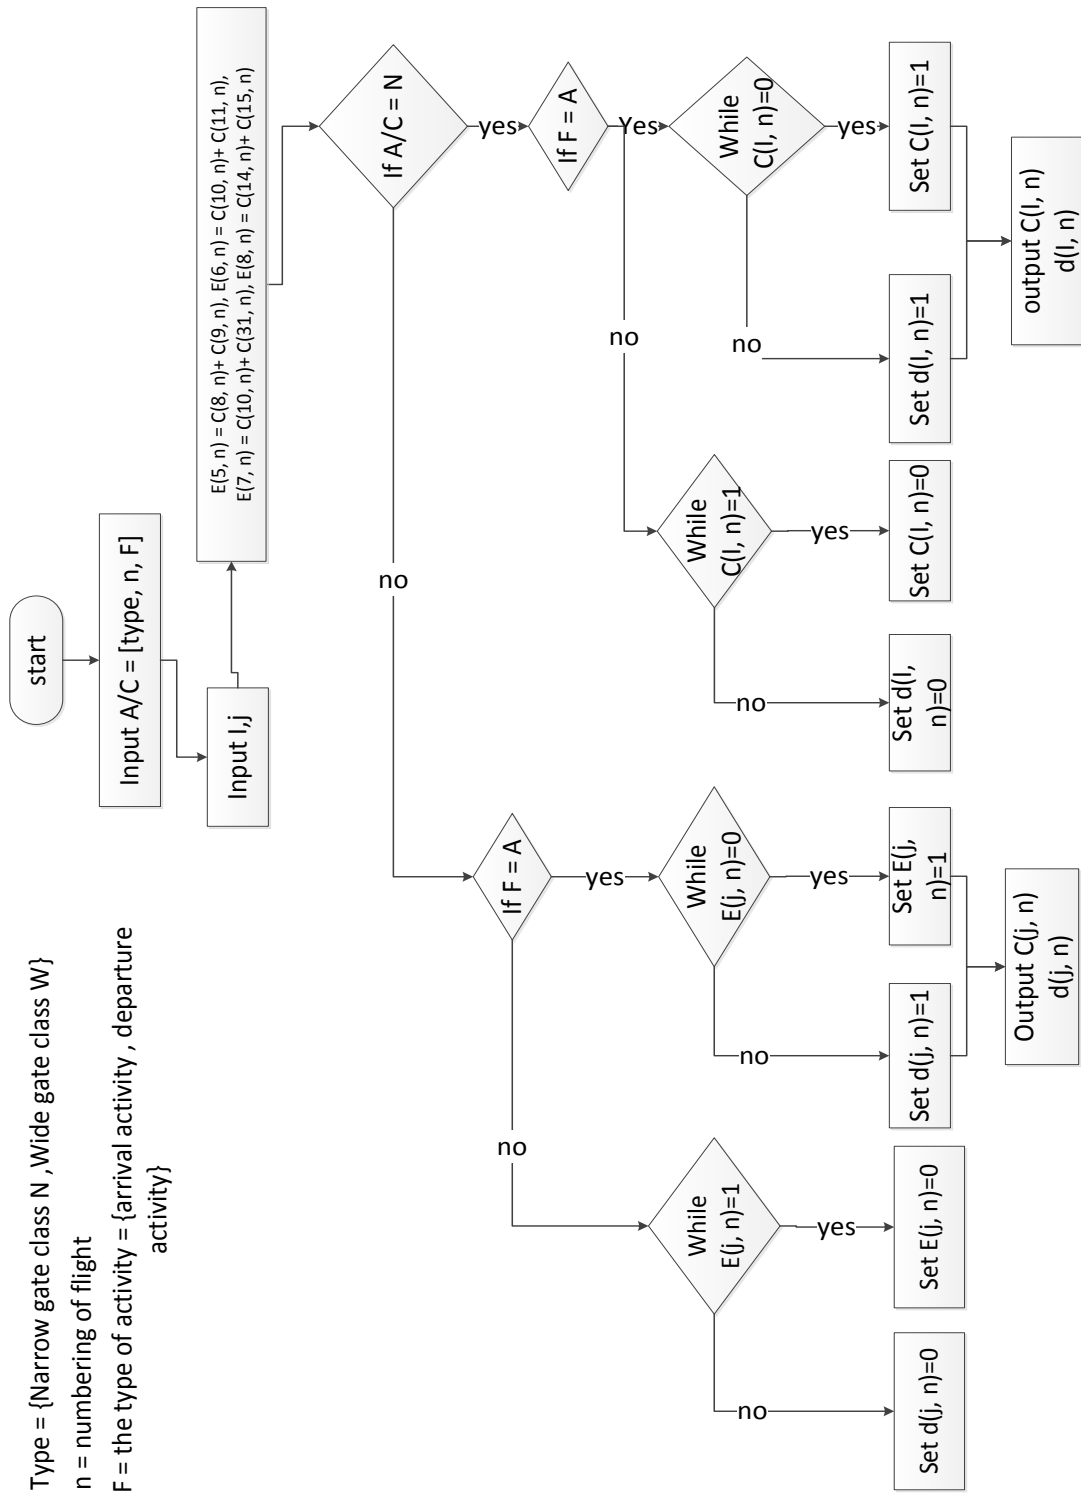 Type = {Narrow gate class N ,Wide gate class W}
n = numbering of flight
F = the type of activity = {arrival activity , departure
activity}
start
Input A/C = [type, n, F]
Input I,j
E(5, n) = C(8, n)+ C(9, n), E(6, n) = C(10, n)+ C(11, n),
E(7, n) = C(10, n)+ C(31, n), E(8, n) = C(14, n)+ C(15, n)
If A/C = N
no
yes
If F = A
no
yes
If F = A
no
Yes
While
E(j, n)=1
no
yes
While
E(j, n)=0
no
yes
While
C(I, n)=1
no
yes
While
C(I, n)=0
no
yes
Set d(j, n)=0
Set E(j, n)=0
Set d(j, n)=1
Set E(j,
n)=1
Set d(I,
n)=0
Set C(I, n)=0
Set d(I, n)=1
Set C(I, n)=1
Output C(j, n)
d(j, n)
output C(I, n)
d(I, n)